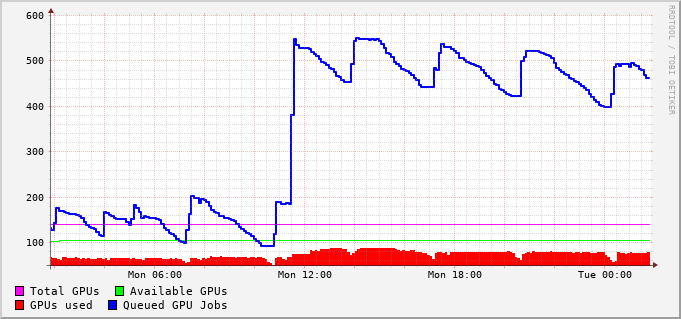 600
500
400
300
200
100
Mon 06:00 Mon 12:00 Mon 18:00 Tue 00:00
Total GPUs Available GPUs
GPUs used Queued GPU Jobs
RRDTOOL / TOBI OETIKER